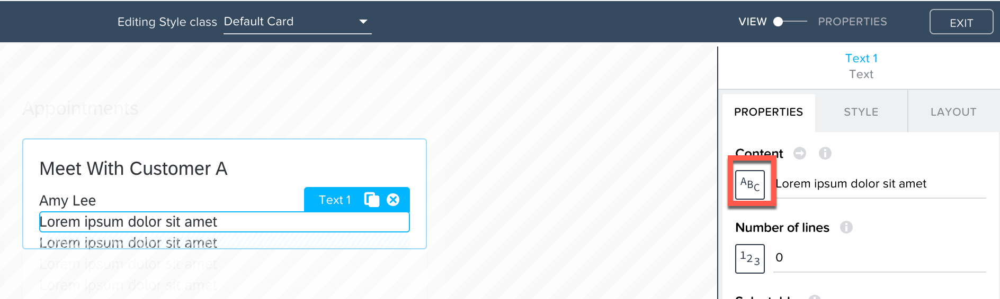 Editing Style class Default Card
VIEW PROPERTIES
EXIT
Text 1
Text
PROPERTIES STYLE LAYOUT
Appointments
Meet With Customer A
Amy Lee
Text 1
Lorem ipsum dolor sit amet
Lorem ipsum dolor sit amet
Lorem ipsum dolor sit amet
Lorem ipsum dolor sit amet
Content
ABC Lorem ipsum dolor sit amet
Number of lines
123 0